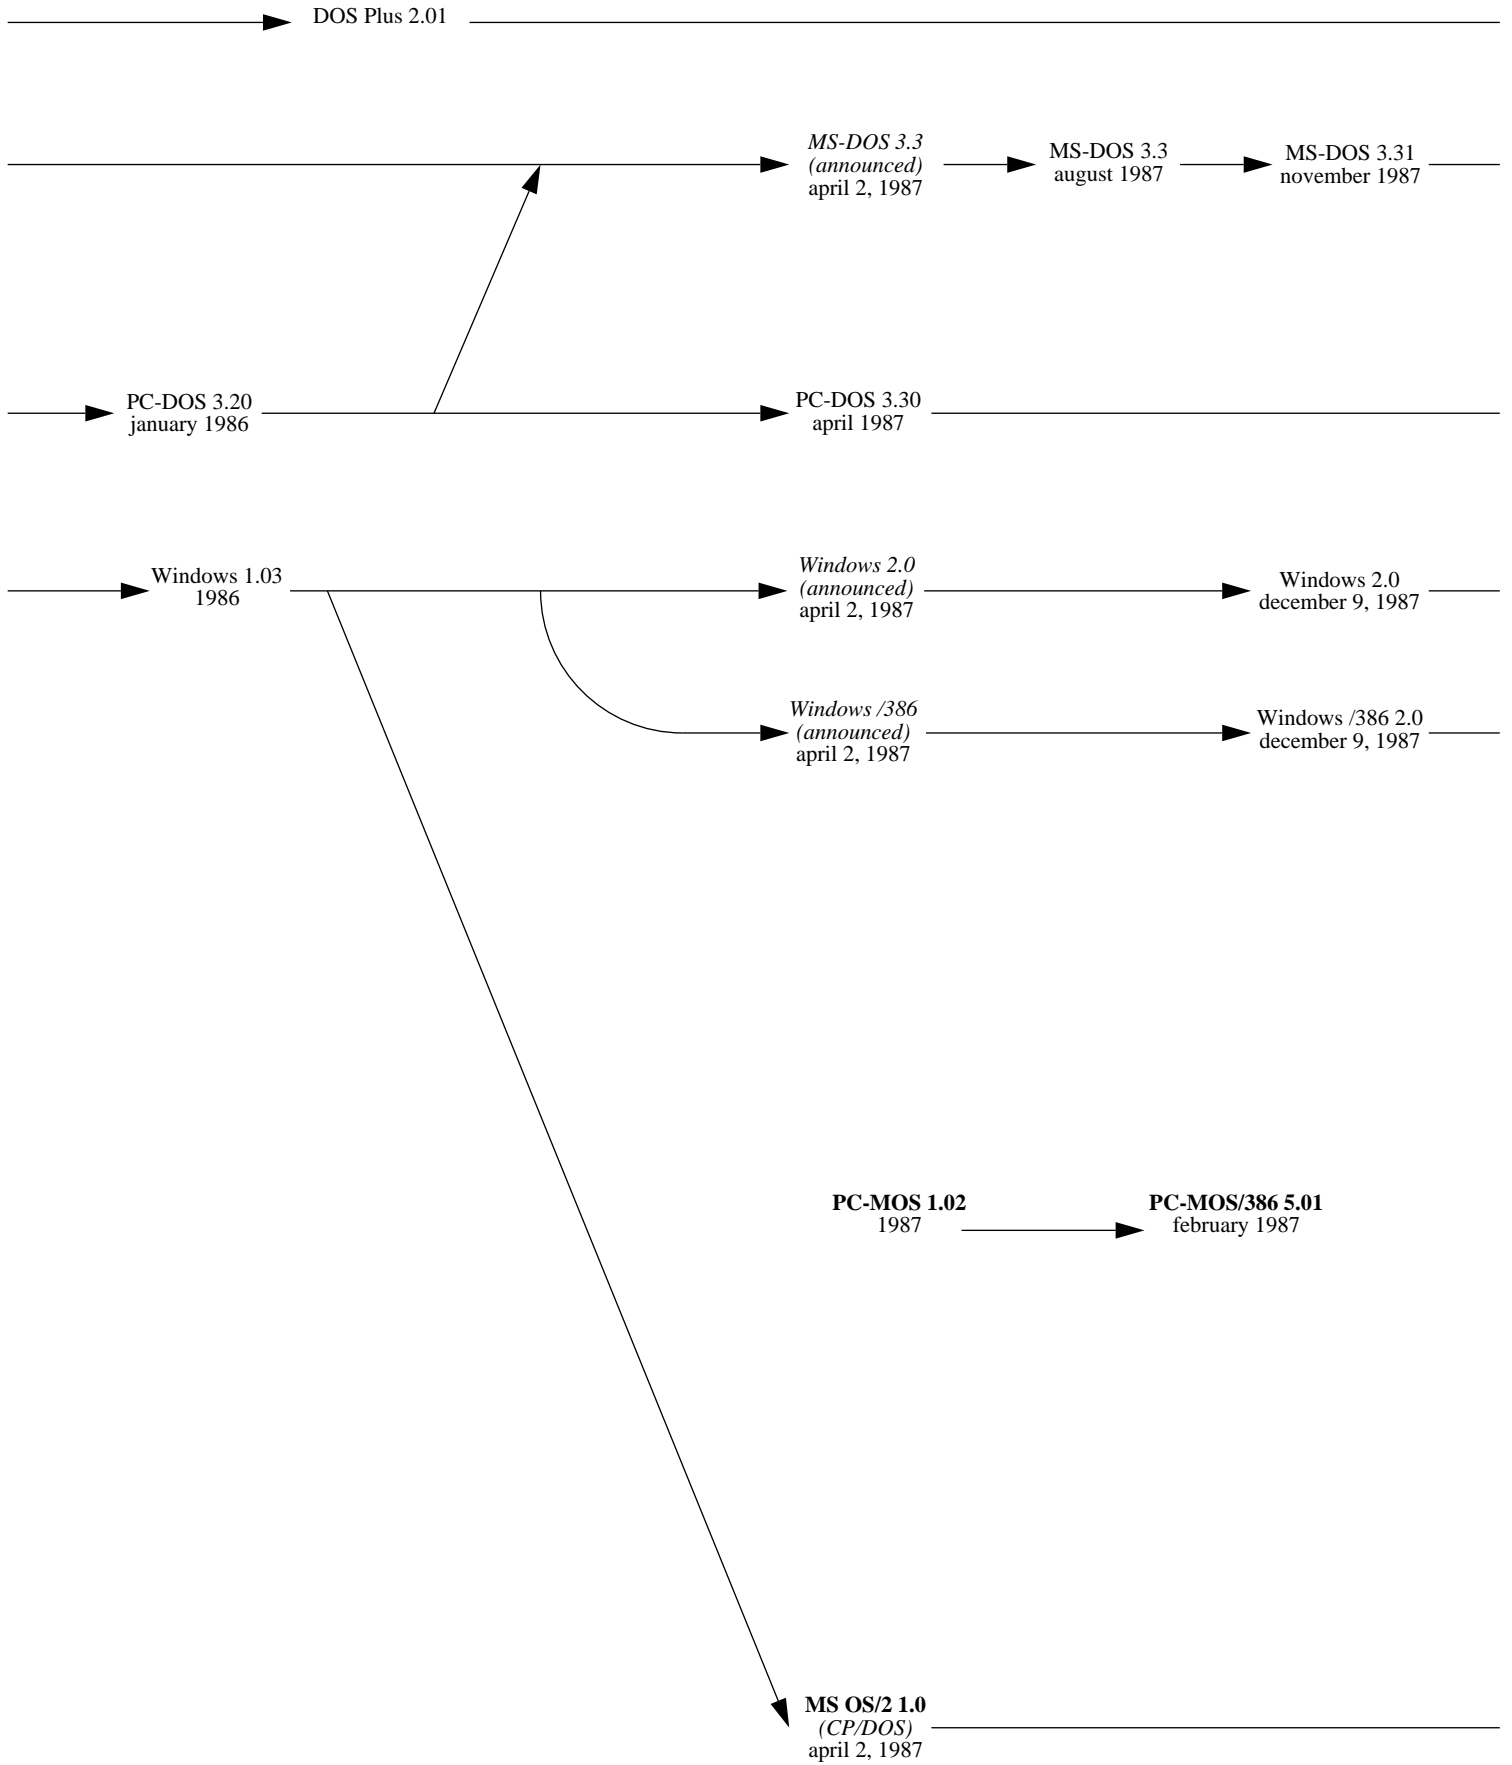 DOS Plus 2.01
MS-DOS 3.3
(announced)
april 2, 1987
MS-DOS 3.3
august 1987
MS-DOS 3.31
november 1987
PC-DOS 3.20
january 1986
PC-DOS 3.30
april 1987
Windows 1.03
1986
Windows 2.0
(announced)
april 2, 1987
Windows 2.0
december 9, 1987
Windows /386
(announced)
april 2, 1987
Windows /386 2.0
december 9, 1987
PC-MOS 1.02
1987
PC-MOS/386 5.01
february 1987
MS OS/2 1.0
(CP/DOS)
april 2, 1987